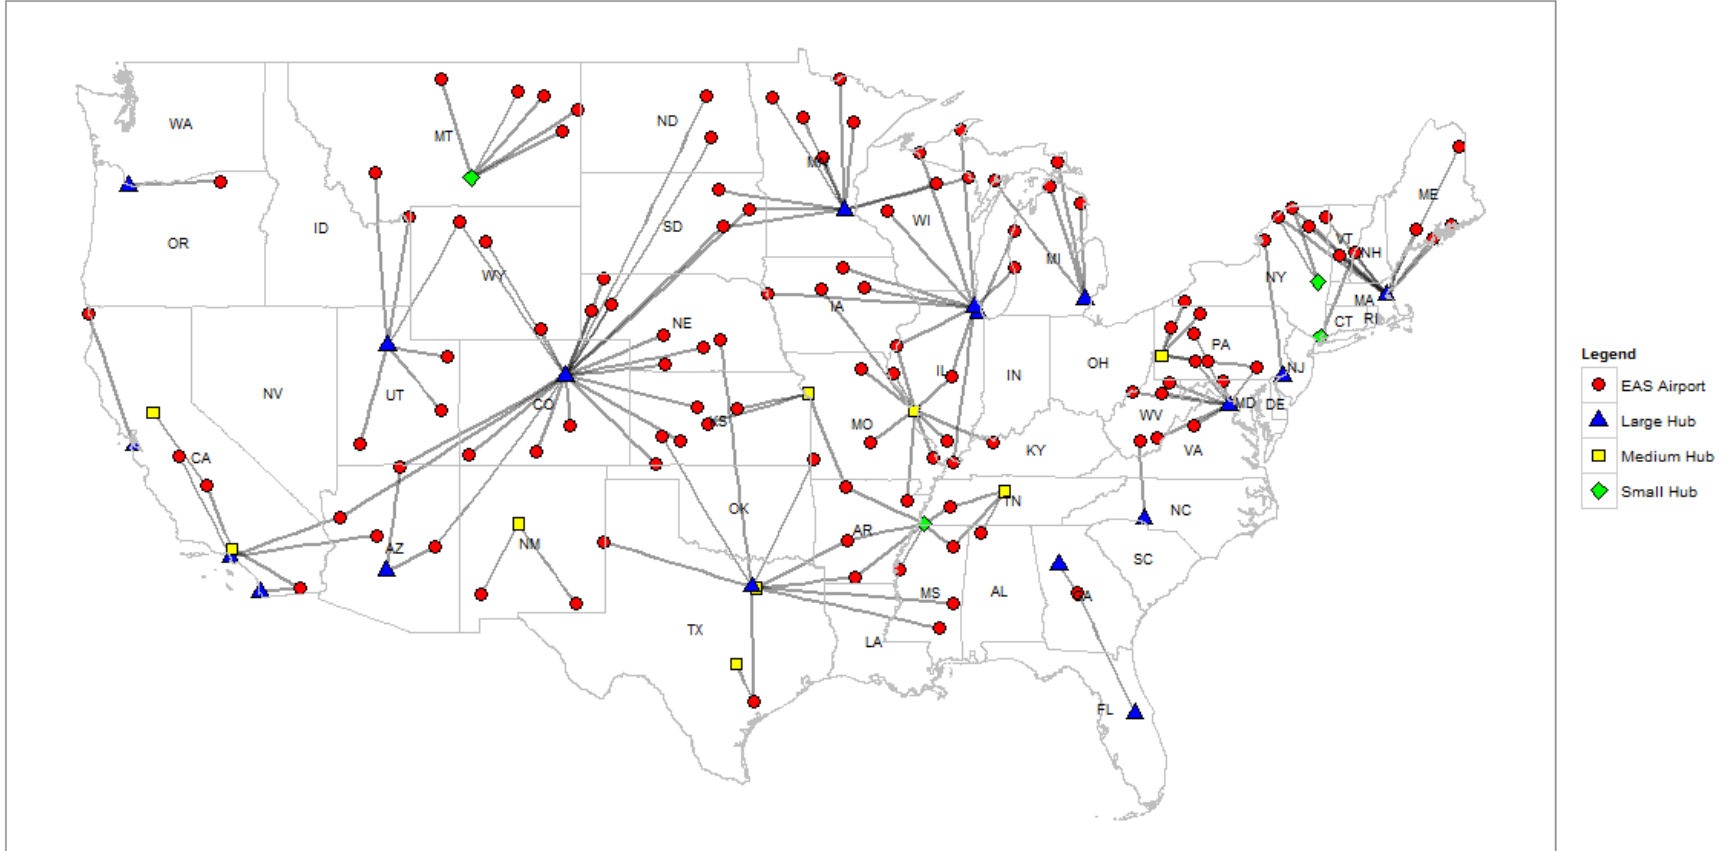 WA
MT
ND
MN
ME
OR
ID
WY
SD
WI
MI
VT
NH
NY
MA
CT
RI
NV
UT
CO
NE
IA
IL
IN
OH
PA
NJ
CA
KS
MO
KY
WV
MD
DE
VA
AZ
NM
OK
AR
TN
NC
SC
TX
LA
MS
AL
GA
FL
Legend
EAS Airport
Large Hub
Medium Hub
Small Hub